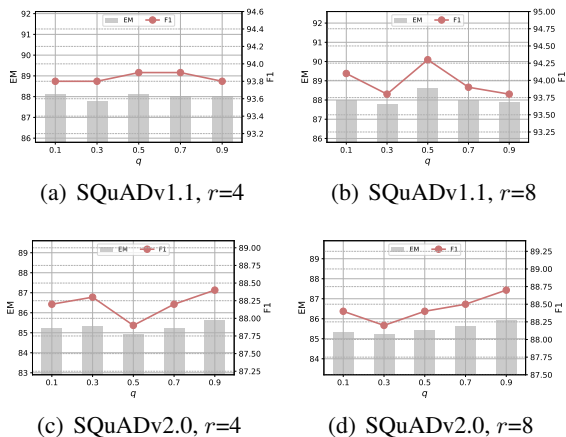 EM F1
92
91
90
89
88
87
86
EM
94.6
94.4
94.2
94.0
93.8
93.6
93.4
93.2
F1
0.1 0.3 0.5 0.7 0.9
q
(a) SQuADv1.1, r=4
EM F1
92
91
90
89
88
87
86
EM
95.00
94.75
94.50
94.25
94.00
93.75
93.50
93.25
F1
0.1 0.3 0.5 0.7 0.9
q
(b) SQuADv1.1, r=8
EM F1
89
88
87
86
85
84
83
EM
89.00
88.75
88.50
88.25
88.00
87.75
87.50
87.25
F1
0.1 0.3 0.5 0.7 0.9
q
(c) SQuADv2.0, r=4
EM F1
89
88
87
86
85
84
EM
89.25
89.00
88.75
88.50
88.25
88.00
87.75
87.50
F1
0.1 0.3 0.5 0.7 0.9
q
(d) SQuADv2.0, r=8